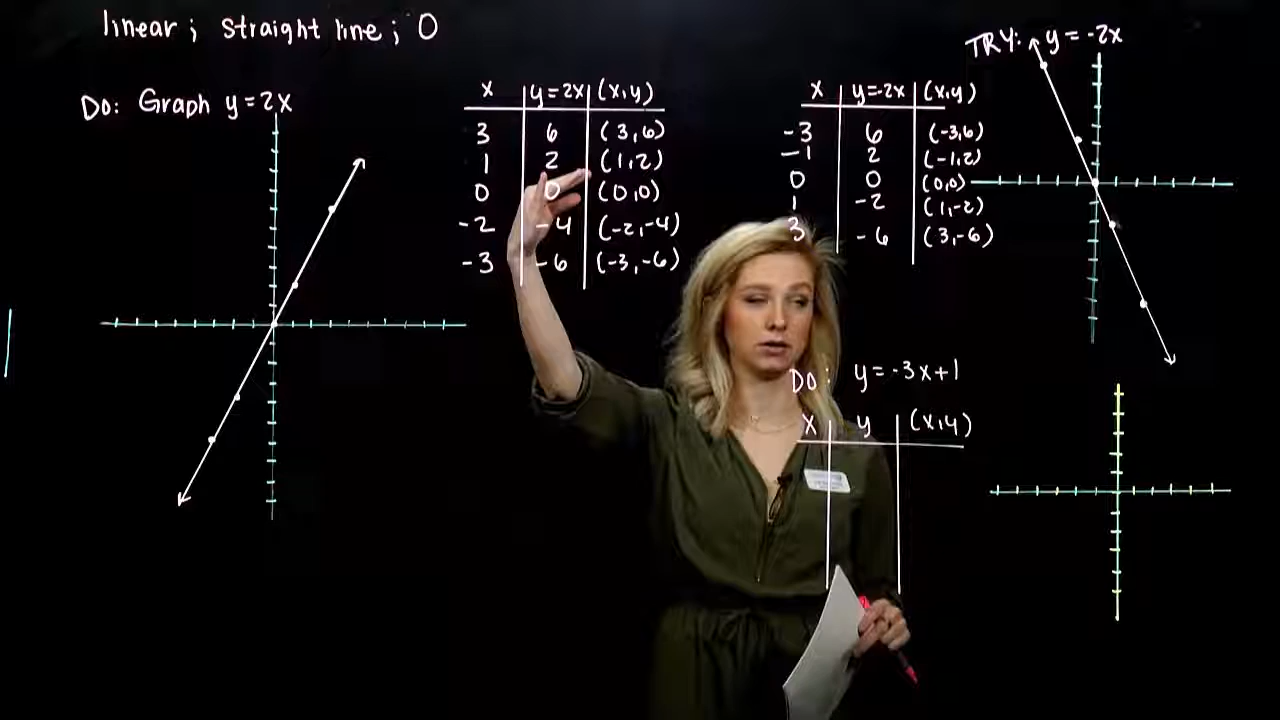 linear ; straight line ; 0
Do: Graph y = 2x
x y = 2x (x,y)
3 6 (3,6)
1 2 (1,2)
0 0 (0,0)
-2 -4 (-2,-4)
-3 -6 (-3,-6)
x y=-2x (x,y)
-3 6 (-3,6)
-1 2 (-1,2)
0 0 (0,0)
1 -2 (1,-2)
3 -6 (3,-6)
TRY: y = -2x
DO: y = -3x+1
x y (x,y)